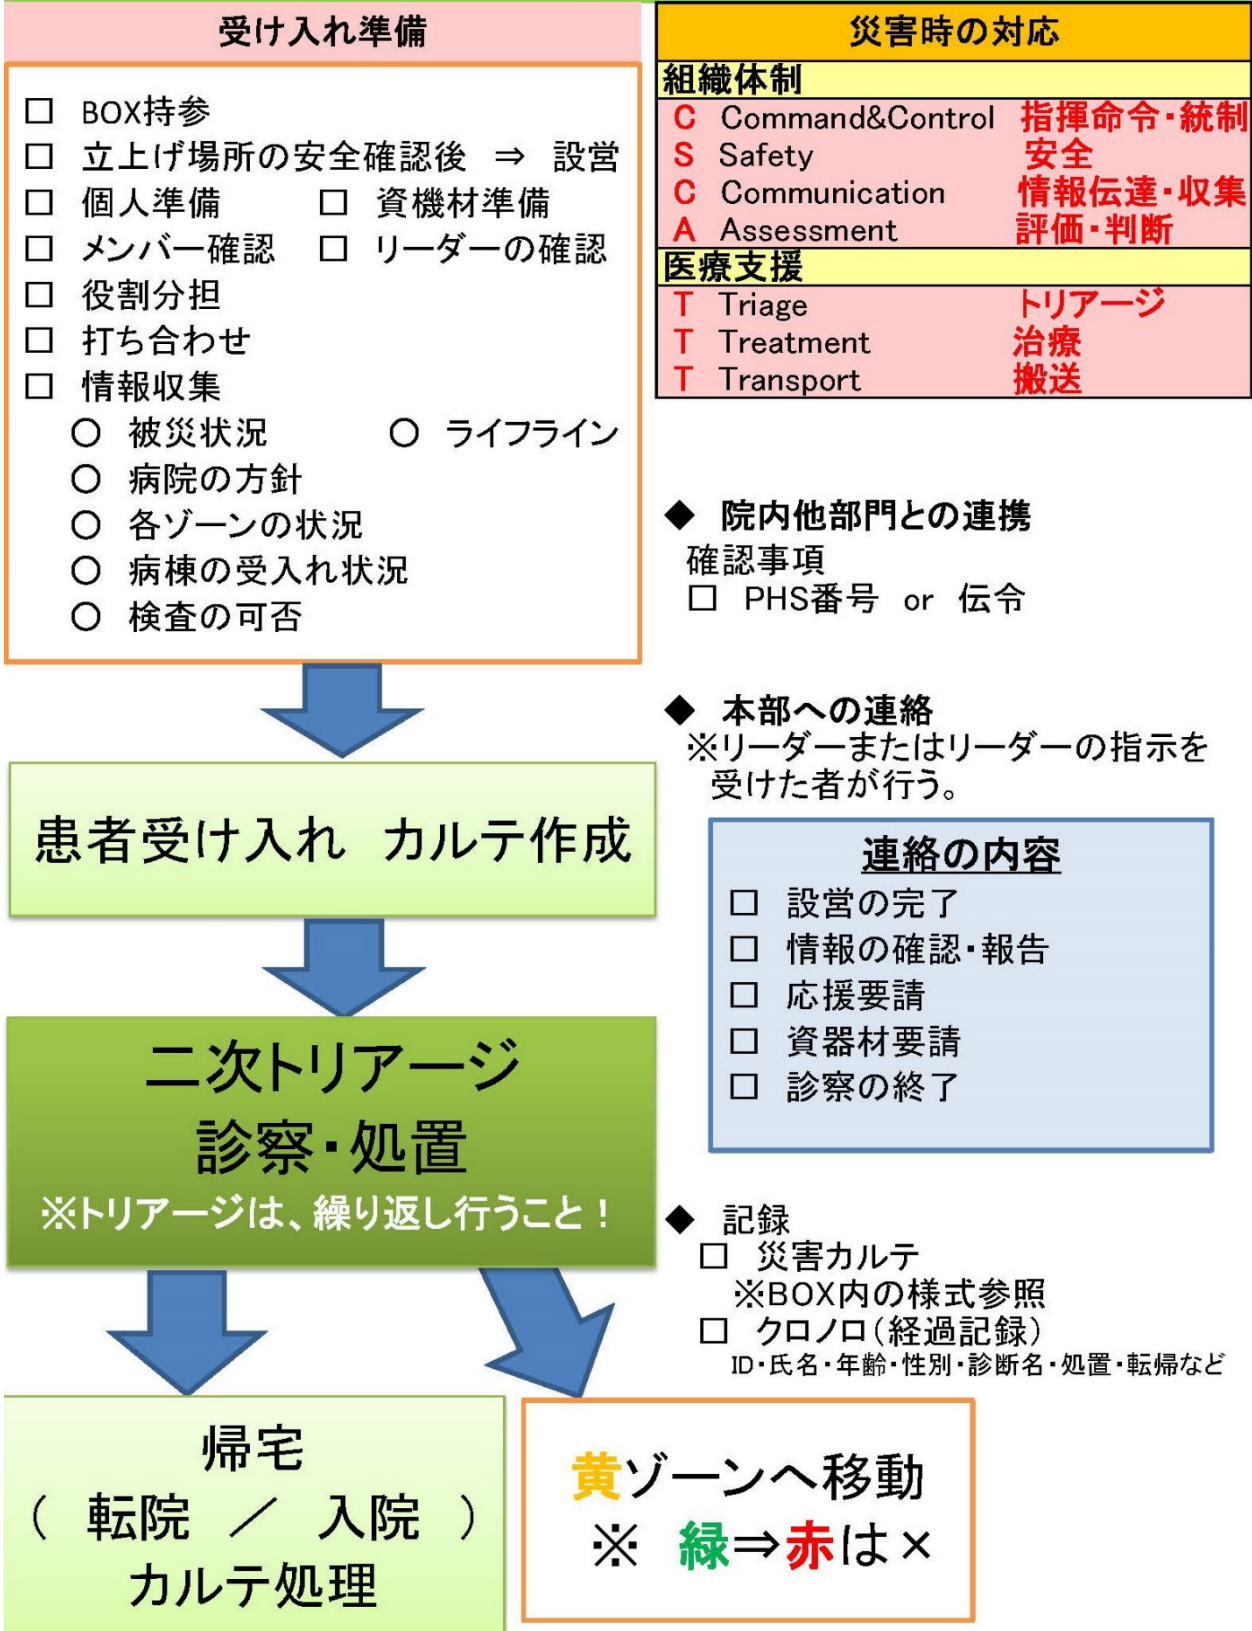 受け入れ準備
□ BOX持参
□ 立上げ場所の安全確認後 ⇒ 設営
□ 個人準備 □ 資機材準備
□ メンバー確認 □ リーダーの確認
□ 役割分担
□ 打ち合わせ
□ 情報収集
○ 被災状況 ○ ライフライン
○ 病院の方針
○ 各ゾーンの状況
○ 病棟の受入れ状況
○ 検査の可否
災害時の対応
組織体制
C Command&Control 指揮命令・統制
S Safety 安全
C Communication 情報伝達・収集
A Assessment 評価・判断
医療支援
T Triage トリアージ
T Treatment 治療
T Transport 搬送
◆ 院内他部門との連携
確認事項
□ PHS番号 or 伝令
◆ 本部への連絡
※リーダーまたはリーダーの指示を
受けた者が行う。
連絡の内容
□ 設営の完了
□ 情報の確認・報告
□ 応援要請
□ 資器材要請
□ 診察の終了
◆ 記録
□ 災害カルテ
※BOX内の様式参照
□ クロノロ(経過記録)
ID・氏名・年齢・性別・診断名・処置・転帰など
患者受け入れ カルテ作成
二次トリアージ
診察・処置
※トリアージは、繰り返し行うこと!
帰宅
( 転院 / 入院 )
カルテ処理
黄ゾーンへ移動
※ 緑⇒赤は×